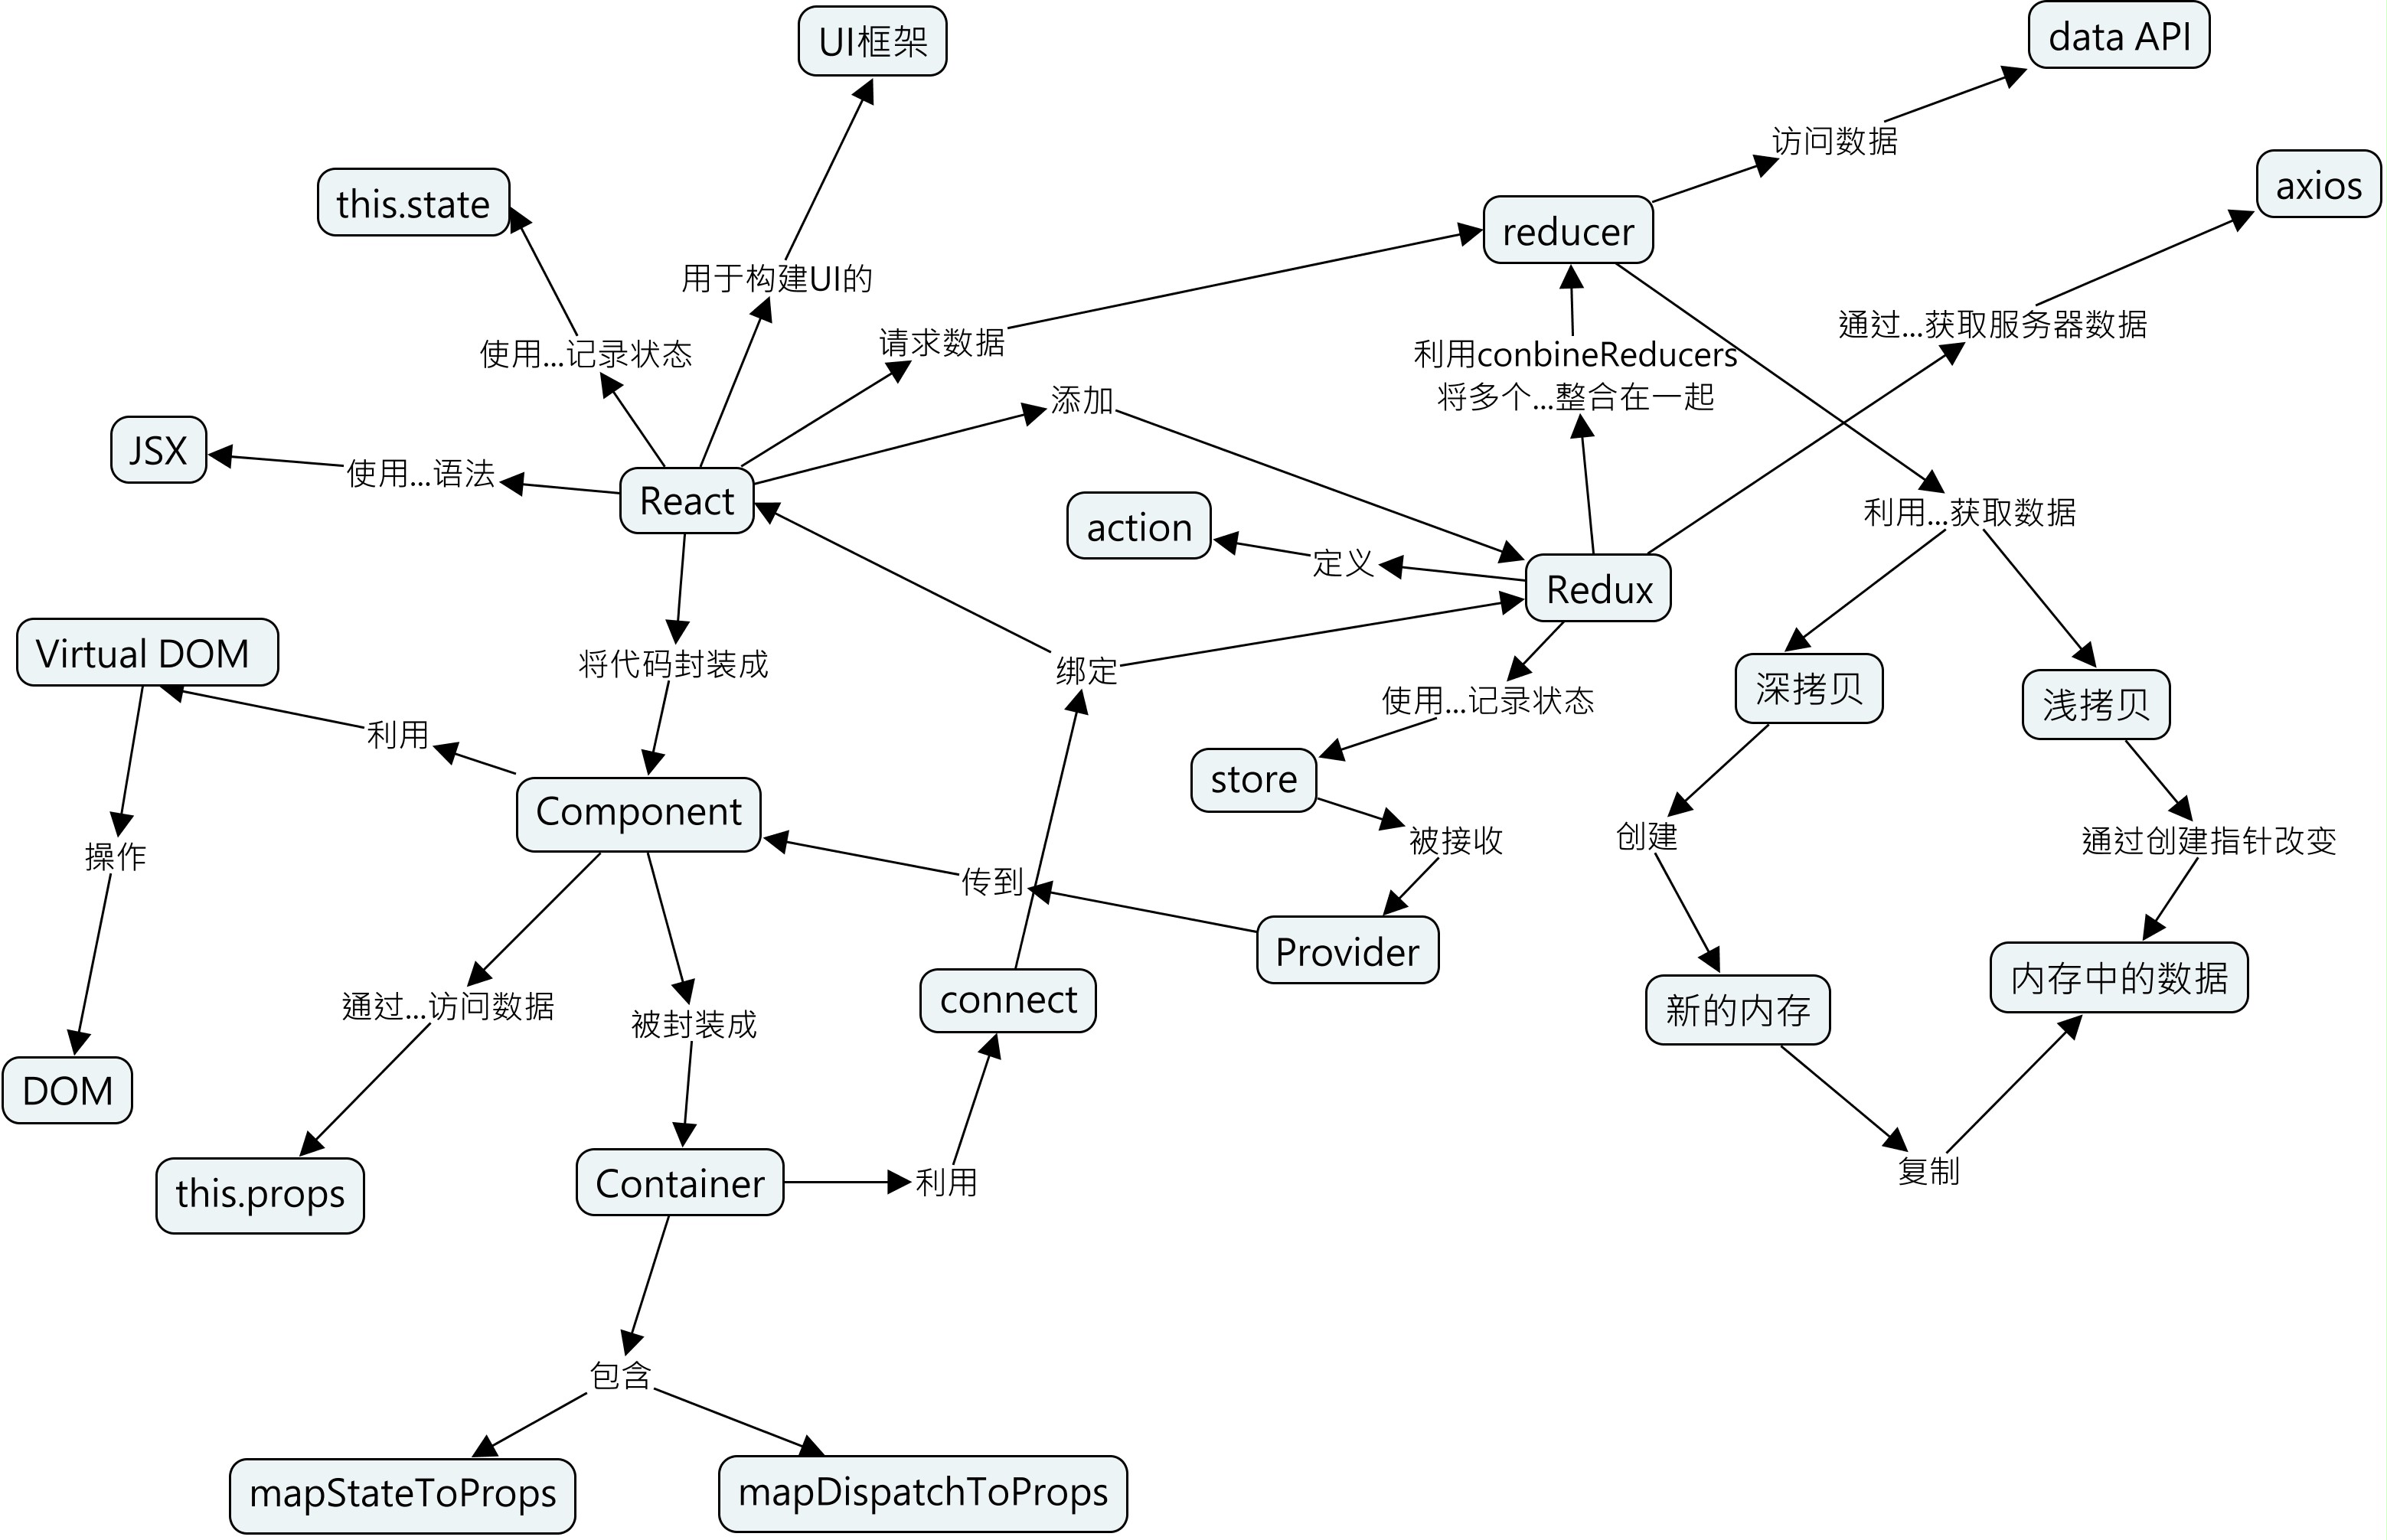 UI框架
data API
访问数据
axios
this.state
reducer
用于构建UI的
通过...获取服务器数据
请求数据
使用...记录状态
利用conbineReducers
将多个...整合在一起
添加
JSX
使用...语法
React
利用...获取数据
action
定义
Redux
Virtual DOM
将代码封装成
绑定
使用...记录状态
深拷贝
浅拷贝
利用
store
Component
创建
被接收
通过创建指针改变
操作
传到
Provider
内存中的数据
connect
通过...访问数据
新的内存
被封装成
DOM
复制
this.props
Container
利用
包含
mapStateToProps
mapDispatchToProps